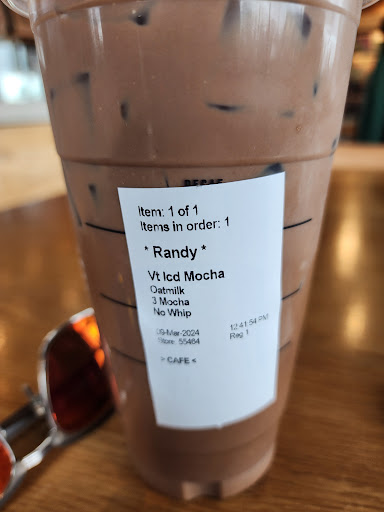 DECAF
Item: 1 of 1
Items in order: 1
* Randy *
Vt Icd Mocha
Oatmilk
3 Mocha
No Whip
09-Mar-2024 12:41:54 PM
Store: 55464 Reg 1
> CAFE <